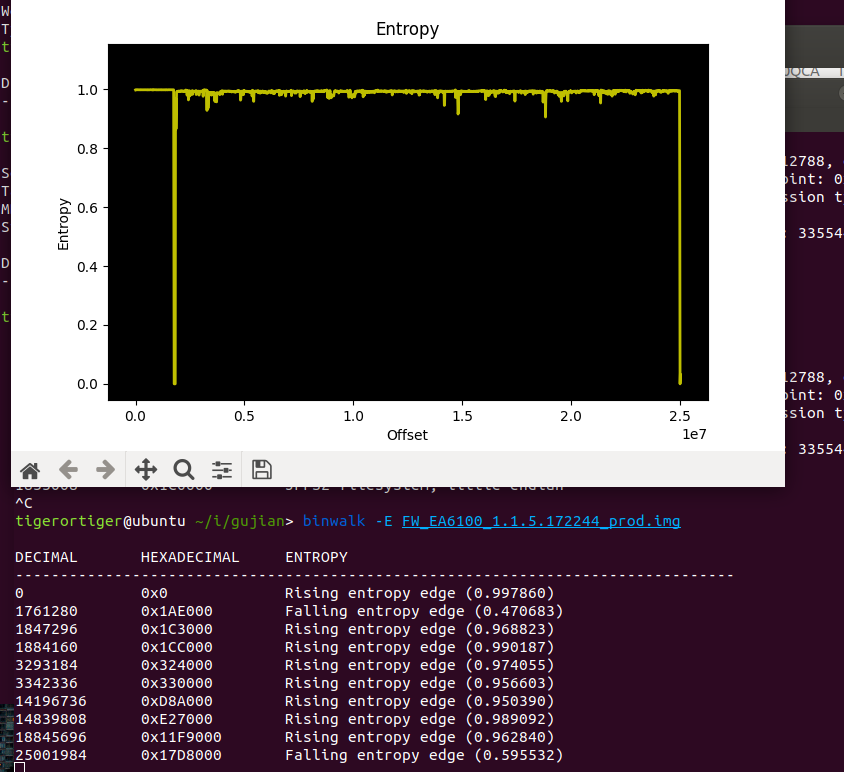 Entropy
1.0
0.8
0.6
0.4
0.2
0.0
Entropy
0.0 0.5 1.0 1.5 2.0 2.5
1e7
Offset
W
T
t
D
-
t
S
T
M
S
D
-
t
12788,
oint: 0
sion t
33554
12788,
oint: 0
sion t
33554
^C
tigerortiger@ubuntu ~/i/gujian> binwalk -E FW_EA6100_1.1.5.172244_prod.img
DECIMAL HEXADECIMAL ENTROPY
--------------------------------------------------------------------------------
0 0x0 Rising entropy edge (0.997860)
1761280 0x1AE000 Falling entropy edge (0.470683)
1847296 0x1C3000 Rising entropy edge (0.968823)
1884160 0x1CC000 Rising entropy edge (0.990187)
3293184 0x324000 Rising entropy edge (0.974055)
3342336 0x330000 Rising entropy edge (0.956603)
14196736 0xD8A000 Rising entropy edge (0.950390)
14839808 0xE27000 Rising entropy edge (0.989092)
18845696 0x11F9000 Rising entropy edge (0.962840)
25001984 0x17D8000 Falling entropy edge (0.595532)